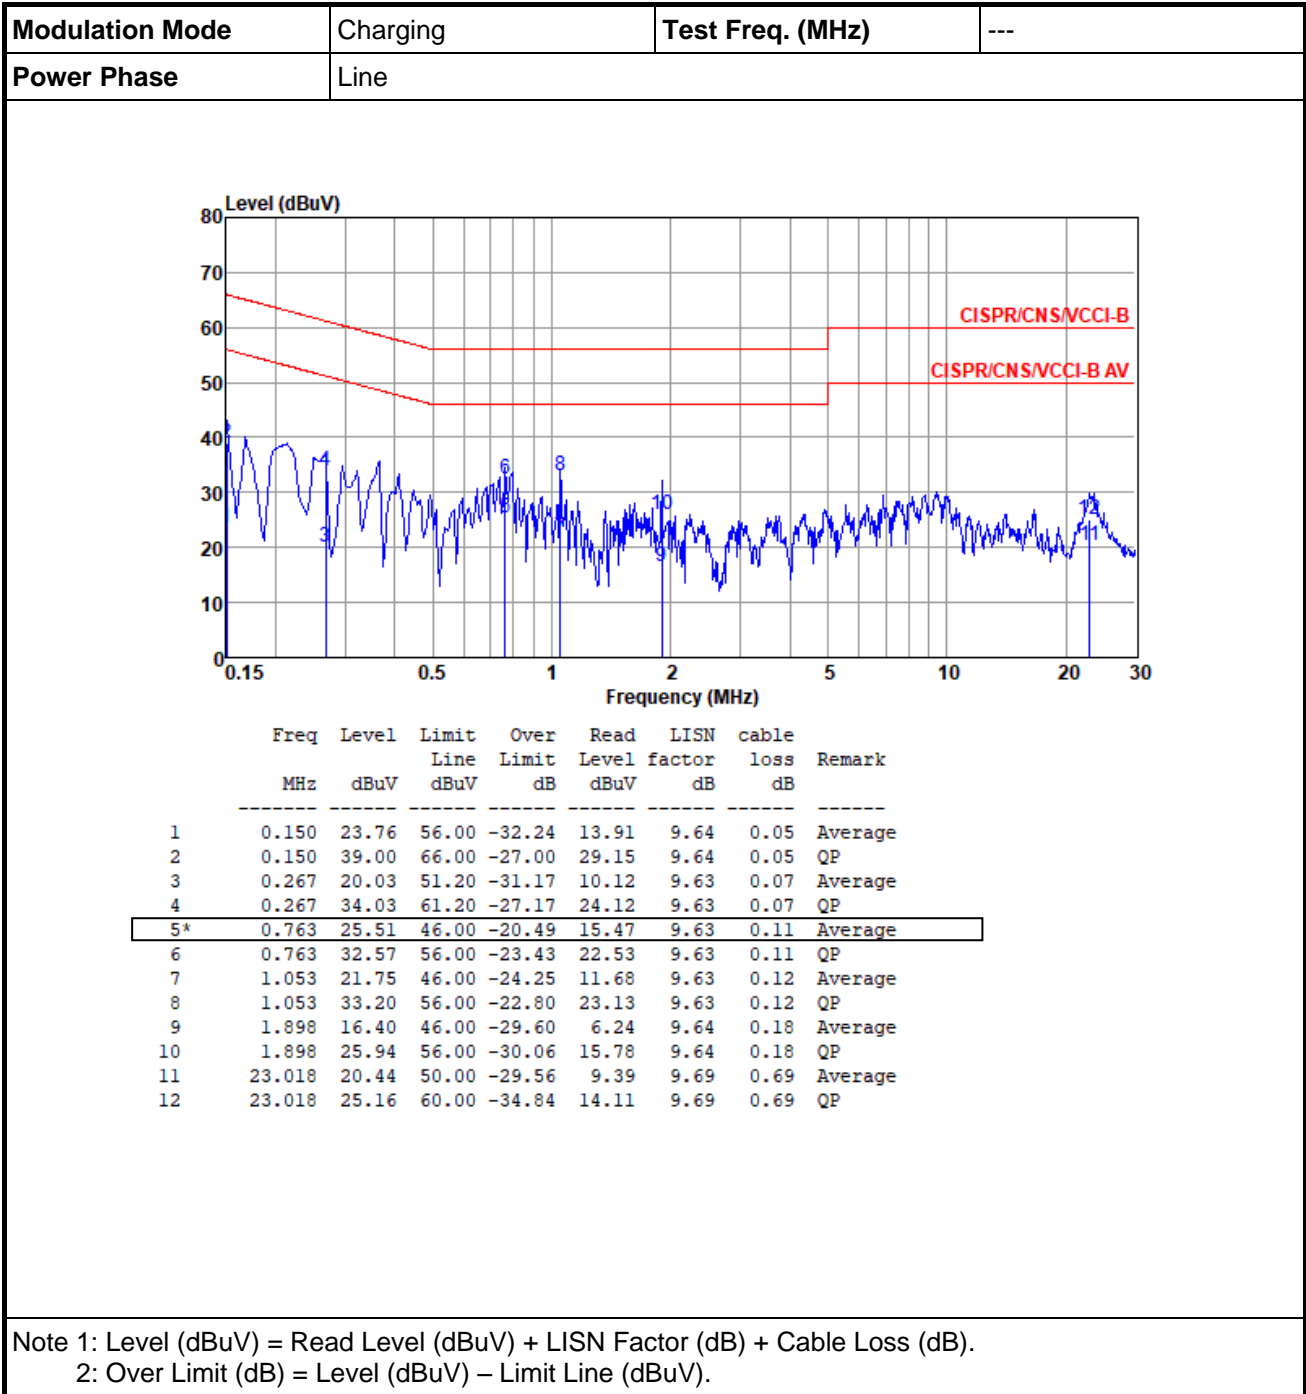 Modulation Mode Charging Test Freq. (MHz) ---
Power Phase Line
Level (dBuV)
80
70
60
50
40
30
20
10
0
CISPR/CNS/VCCI-B
CISPR/CNS/VCCI-B AV
2
4
3
6
5
8
10
9
12
11
0.15 0.5 1 2 5 10 20 30
Frequency (MHz)
Freq Level Limit Over Read LISN cable
Line Limit Level factor loss Remark
MHz dBuV dBuV dB dBuV dB dB
------- ------ ------ ------ ------ ------ ------ ------
1 0.150 23.76 56.00 -32.24 13.91 9.64 0.05 Average
2 0.150 39.00 66.00 -27.00 29.15 9.64 0.05 QP
3 0.267 20.03 51.20 -31.17 10.12 9.63 0.07 Average
4 0.267 34.03 61.20 -27.17 24.12 9.63 0.07 QP
5* 0.763 25.51 46.00 -20.49 15.47 9.63 0.11 Average
6 0.763 32.57 56.00 -23.43 22.53 9.63 0.11 QP
7 1.053 21.75 46.00 -24.25 11.68 9.63 0.12 Average
8 1.053 33.20 56.00 -22.80 23.13 9.63 0.12 QP
9 1.898 16.40 46.00 -29.60 6.24 9.64 0.18 Average
10 1.898 25.94 56.00 -30.06 15.78 9.64 0.18 QP
11 23.018 20.44 50.00 -29.56 9.39 9.69 0.69 Average
12 23.018 25.16 60.00 -34.84 14.11 9.69 0.69 QP
Note 1: Level (dBuV) = Read Level (dBuV) + LISN Factor (dB) + Cable Loss (dB).
2: Over Limit (dB) = Level (dBuV) – Limit Line (dBuV).